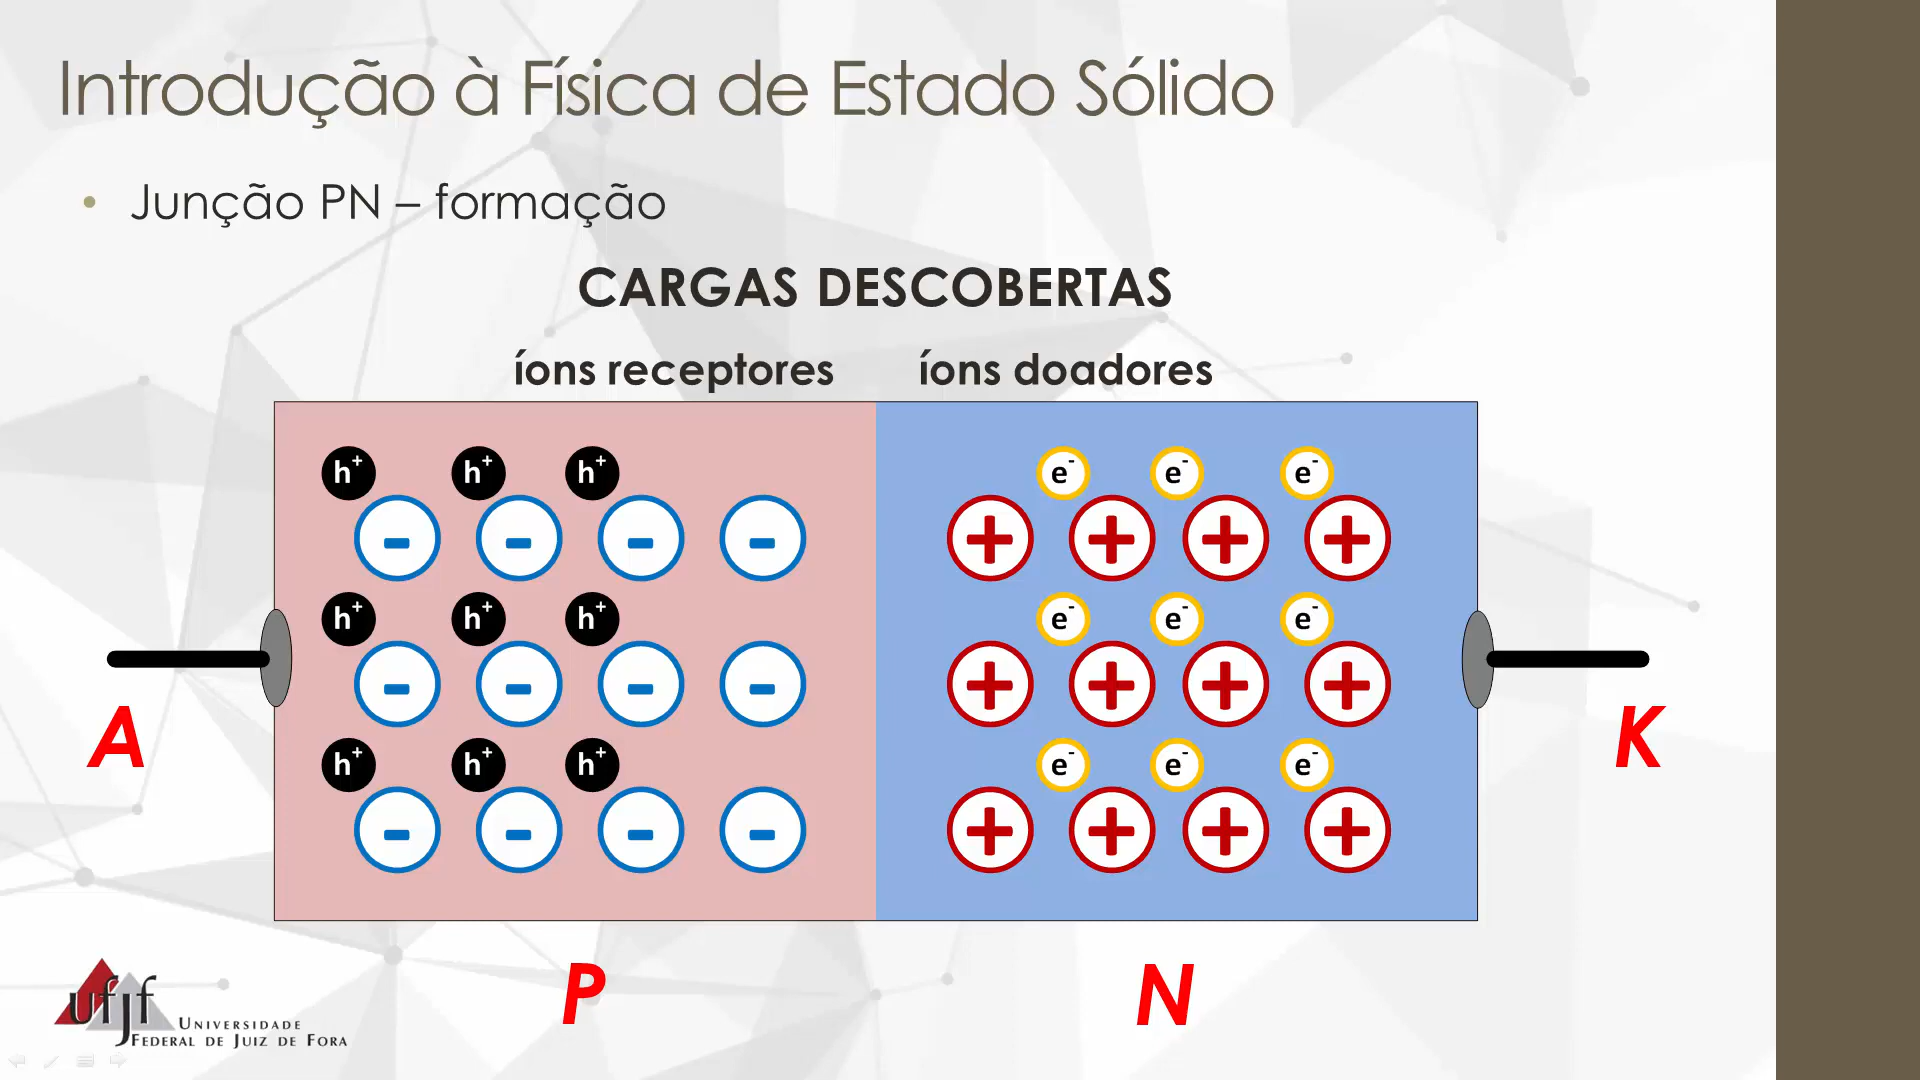 Introdução à Física de Estado Sólido
• Junção PN – formação
CARGAS DESCOBERTAS
íons receptores íons doadores
h+ h+ h+ e- e- e-
- - - - + + + +
h+ h+ h+ e- e- e-
- - - - + + + +
A K
h+ h+ h+ e- e- e-
- - - - + + + +
P N
ufjf
UNIVERSIDADE
FEDERAL DE JUIZ DE FORA